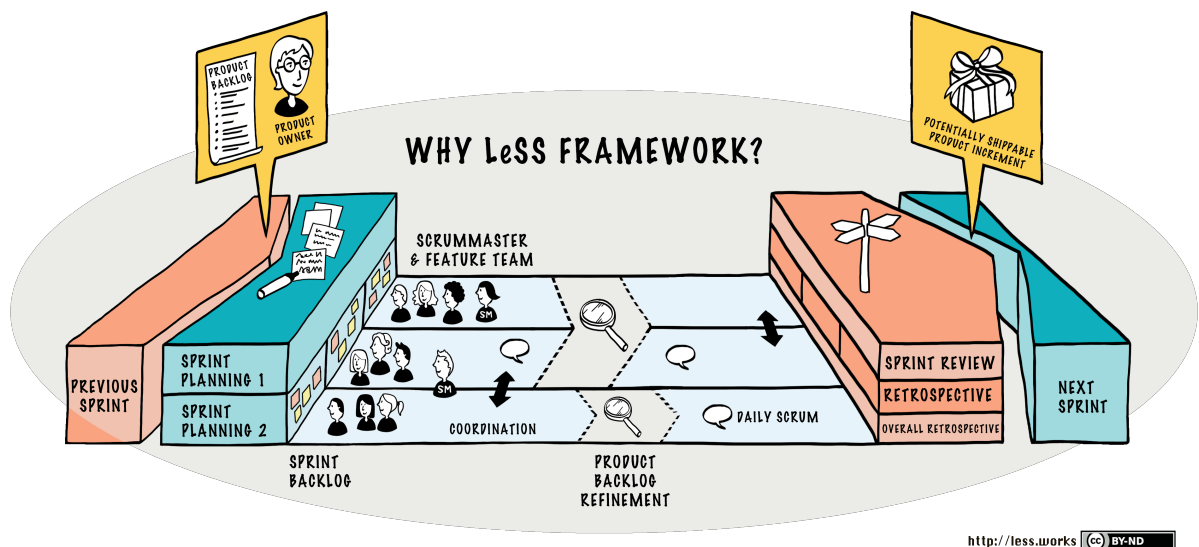 PRODUCT
BACKLOG
PRODUCT
OWNER
WHY LeSS FRAMEWORK?
POTENTIALLY SHIPPABLE
PRODUCT INCREMENT
SCRUMMASTER
& FEATURE TEAM
SM
SM
PREVIOUS
SPRINT
SPRINT
PLANNING 1
SPRINT
PLANNING 2
COORDINATION
DAILY SCRUM
SPRINT REVIEW
RETROSPECTIVE
OVERALL RETROSPECTIVE
NEXT
SPRINT
SPRINT
BACKLOG
PRODUCT
BACKLOG
REFINEMENT
http://less.works cc BY-ND